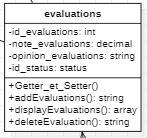 evaluations
-id_evaluations: int
-note_evaluations: decimal
-opinion_evaluations: string
-id_status: status
+Getter_et_Setter()
+addEvaluations(): string
+displayEvaluations(): array
+deleteEvaluation(): string